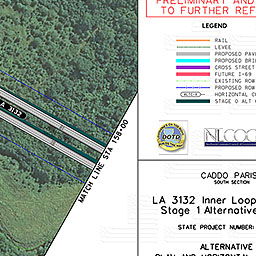 PRELIMINARY AND
TO FURTHER REF
LEGEND
RAIL
LEVEE
PROPOSED PAV
PROPOSED BRI
CROSS STREET
FUTURE I-69
EXISTING ROW
PROPOSED ROW
HORIZONTAL C
STAGE 0 ALT
LA 3132
MATCH LINE STA 158+00
DOTD
CADDO PARIS
SOUTH SECTION
LA 3132 Inner Loop
Stage 1 Alternative
STATE PROJECT NUMBER:
ALTERNATIVE